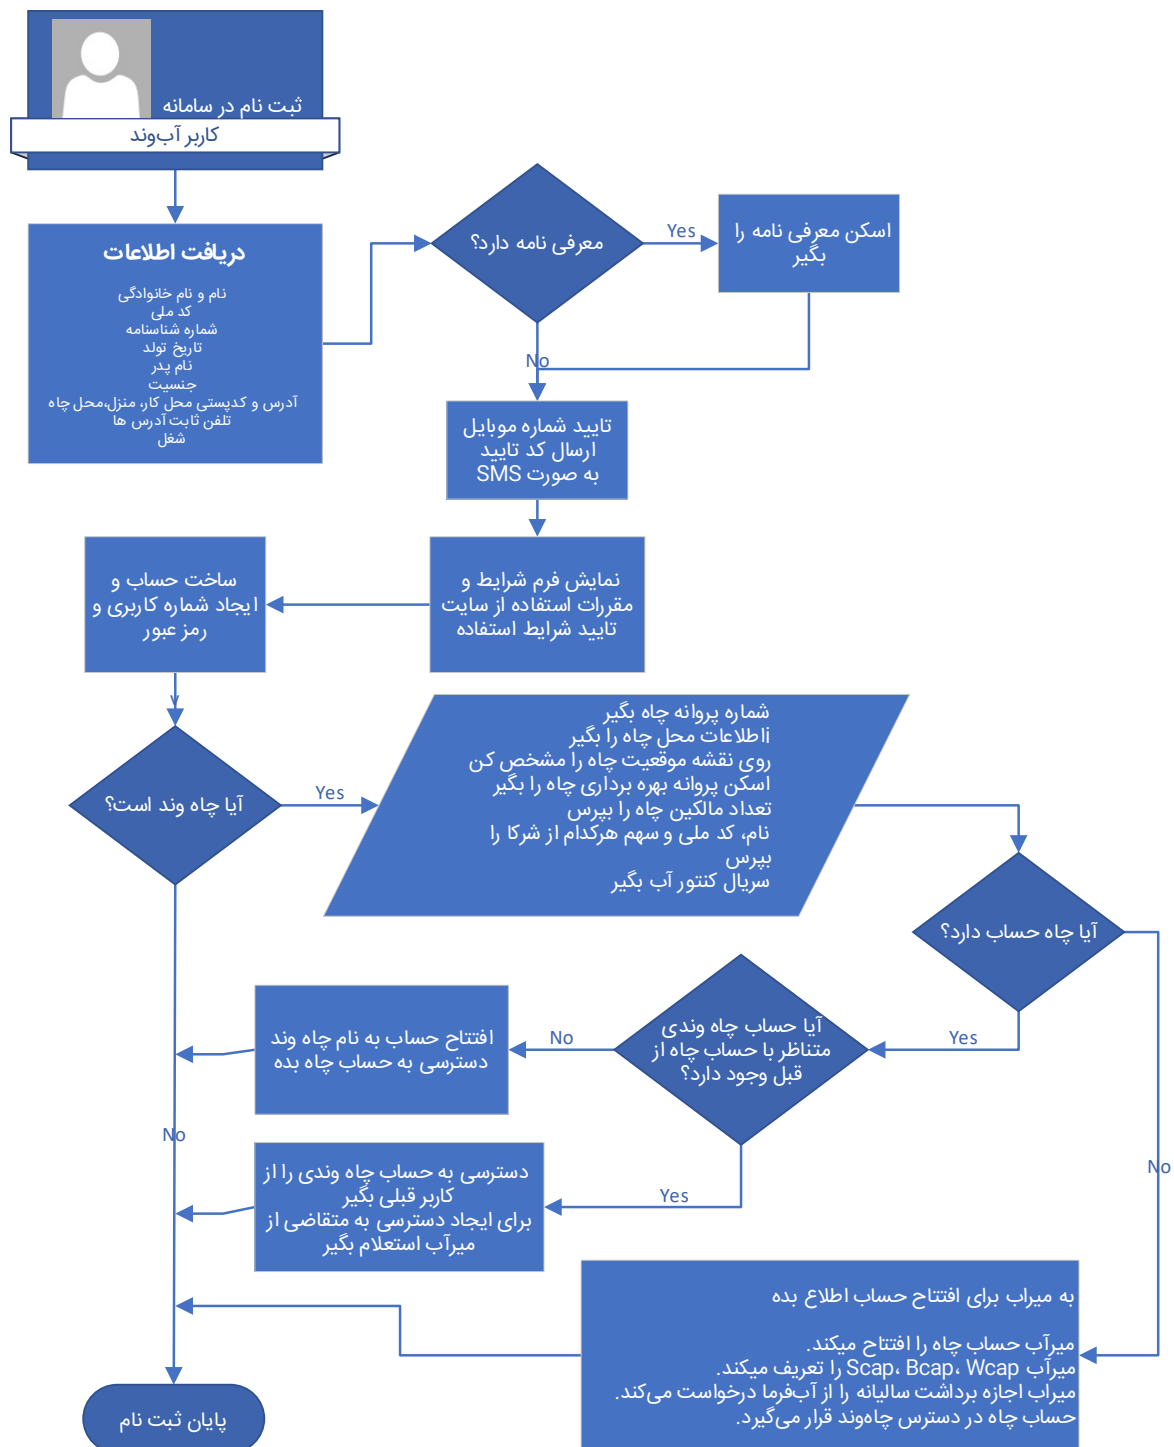 ثبت نام در سامانه
کاربر آب‌وند
دریافت اطلاعات
نام و نام خانوادگی
کد ملی
شماره شناسنامه
تاریخ تولد
نام پدر
جنسیت
آدرس و کدپستی محل کار، منزل،محل چاه
تلفن ثابت آدرس ها
شغل
معرفی نامه دارد؟
Yes
اسکن معرفی نامه را
بگیر
No
تایید شماره موبایل
ارسال کد تایید
به صورت SMS
نمایش فرم شرایط و
مقررات استفاده از سایت
تایید شرایط استفاده
ساخت حساب و
ایجاد شماره کاربری و
رمز عبور
آیا چاه وند است؟
Yes
شماره پروانه چاه بگیر
اطلاعات محل چاه را بگیرi
روی نقشه موقعیت چاه را مشخص کن
اسکن پروانه بهره برداری چاه را بگیر
تعداد مالکین چاه را بپرس
نام، کد ملی و سهم هرکدام از شرکا را
بپرس
سریال کنتور آب بگیر
آیا چاه حساب دارد؟
Yes
آیا حساب چاه وندی
متناظر با حساب چاه از
قبل وجود دارد؟
No
افتتاح حساب به نام چاه وند
دسترسی به حساب چاه بده
No
No
Yes
دسترسی به حساب چاه وندی را از
کاربر قبلی بگیر
برای ایجاد دسترسی به متقاضی از
میرآب استعلام بگیر
به میراب برای افتتاح حساب اطلاع بده
میرآب حساب چاه را افتتاح میکند.
میرآب Scap، Bcap، Wcap را تعریف میکند.
میراب اجازه برداشت سالیانه را از آب‌فرما درخواست می‌کند.
حساب چاه در دسترس چاه‌وند قرار می‌گیرد.
پایان ثبت نام